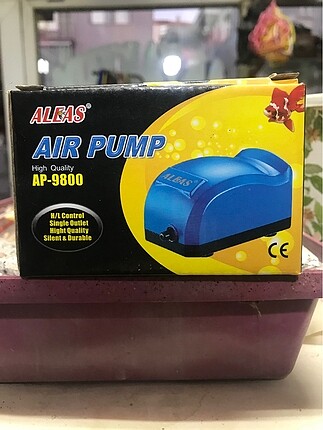 ALEAS®
AIR PUMP
High Quality
AP-9800
H/L Control
Single Outlet
Hight Quality
Silent & Durable
ALEAS®
CE